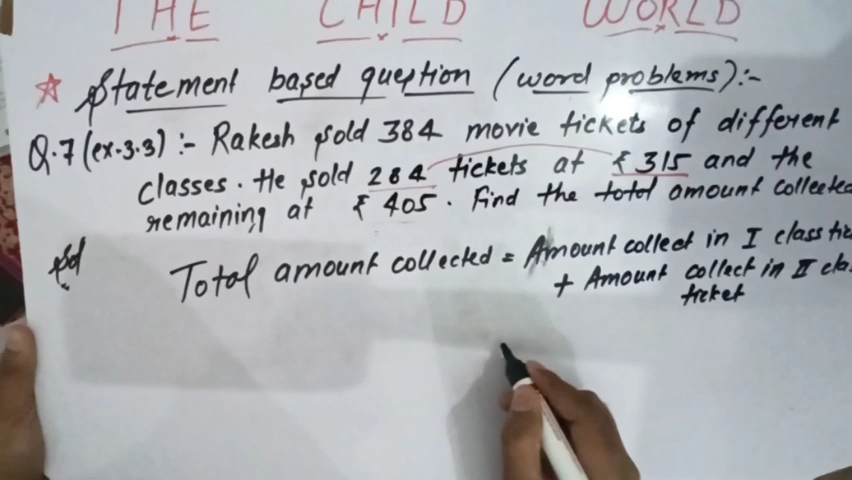 THE CHILD WORLD
Statement based question (word problems):-
Q.7 (ex-3.3) :- Rakesh sold 384 movie tickets of different
classes. He sold 284 tickets at ₹ 315 and the
remaining at ₹ 405. Find the total amount collected
Sol
Total amount collected = Amount collect in I class tic
+ Amount collect in II cla
ticket